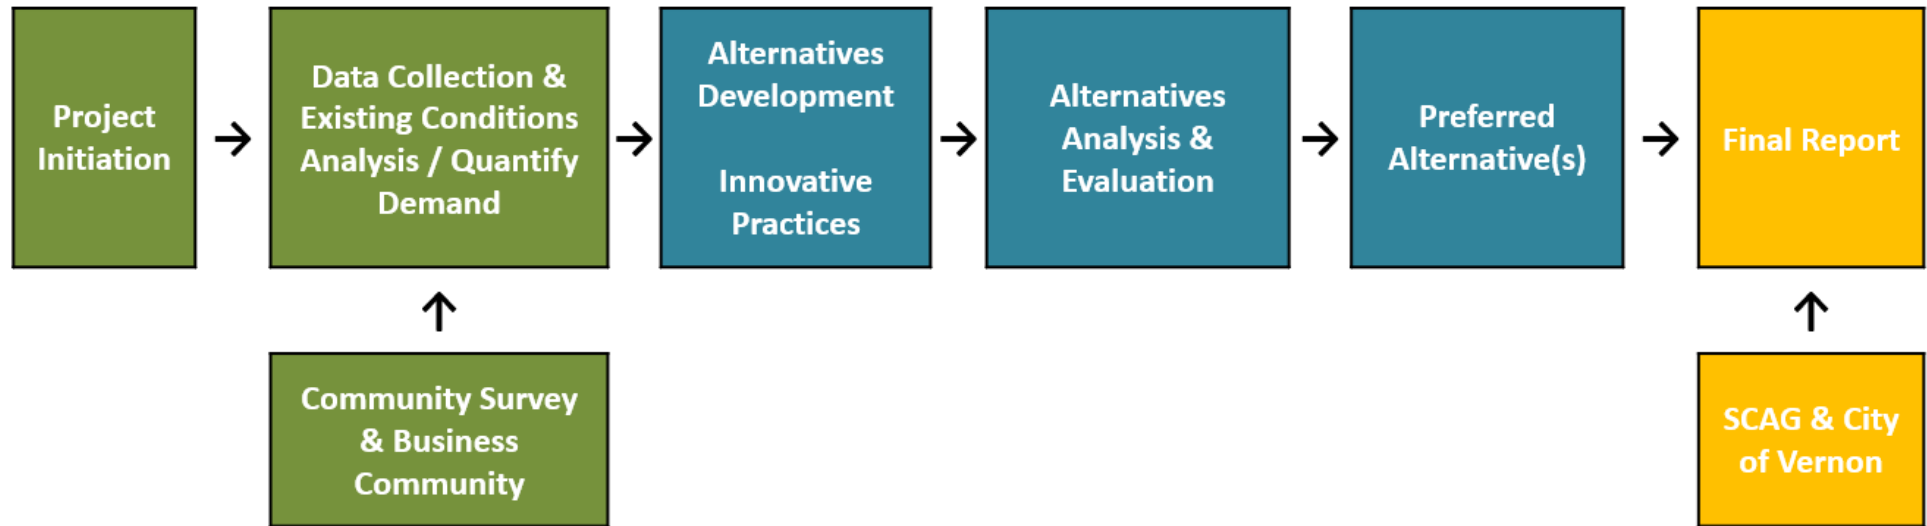 Project
Initiation
Data Collection &
Existing Conditions
Analysis / Quantify
Demand
Alternatives
Development
Innovative
Practices
Alternatives
Analysis &
Evaluation
Preferred
Alternative(s)
Final Report
Community Survey
& Business
Community
SCAG & City
of Vernon